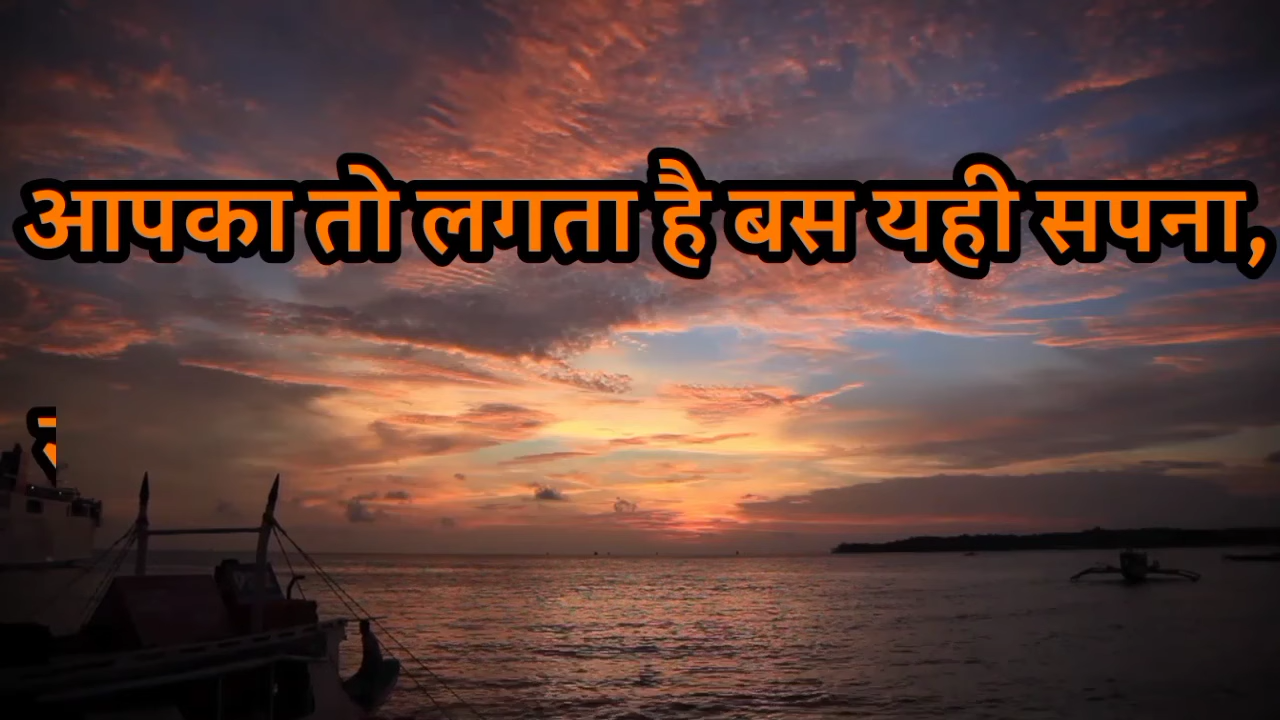 आपका तो लगता है बस यही सपना,